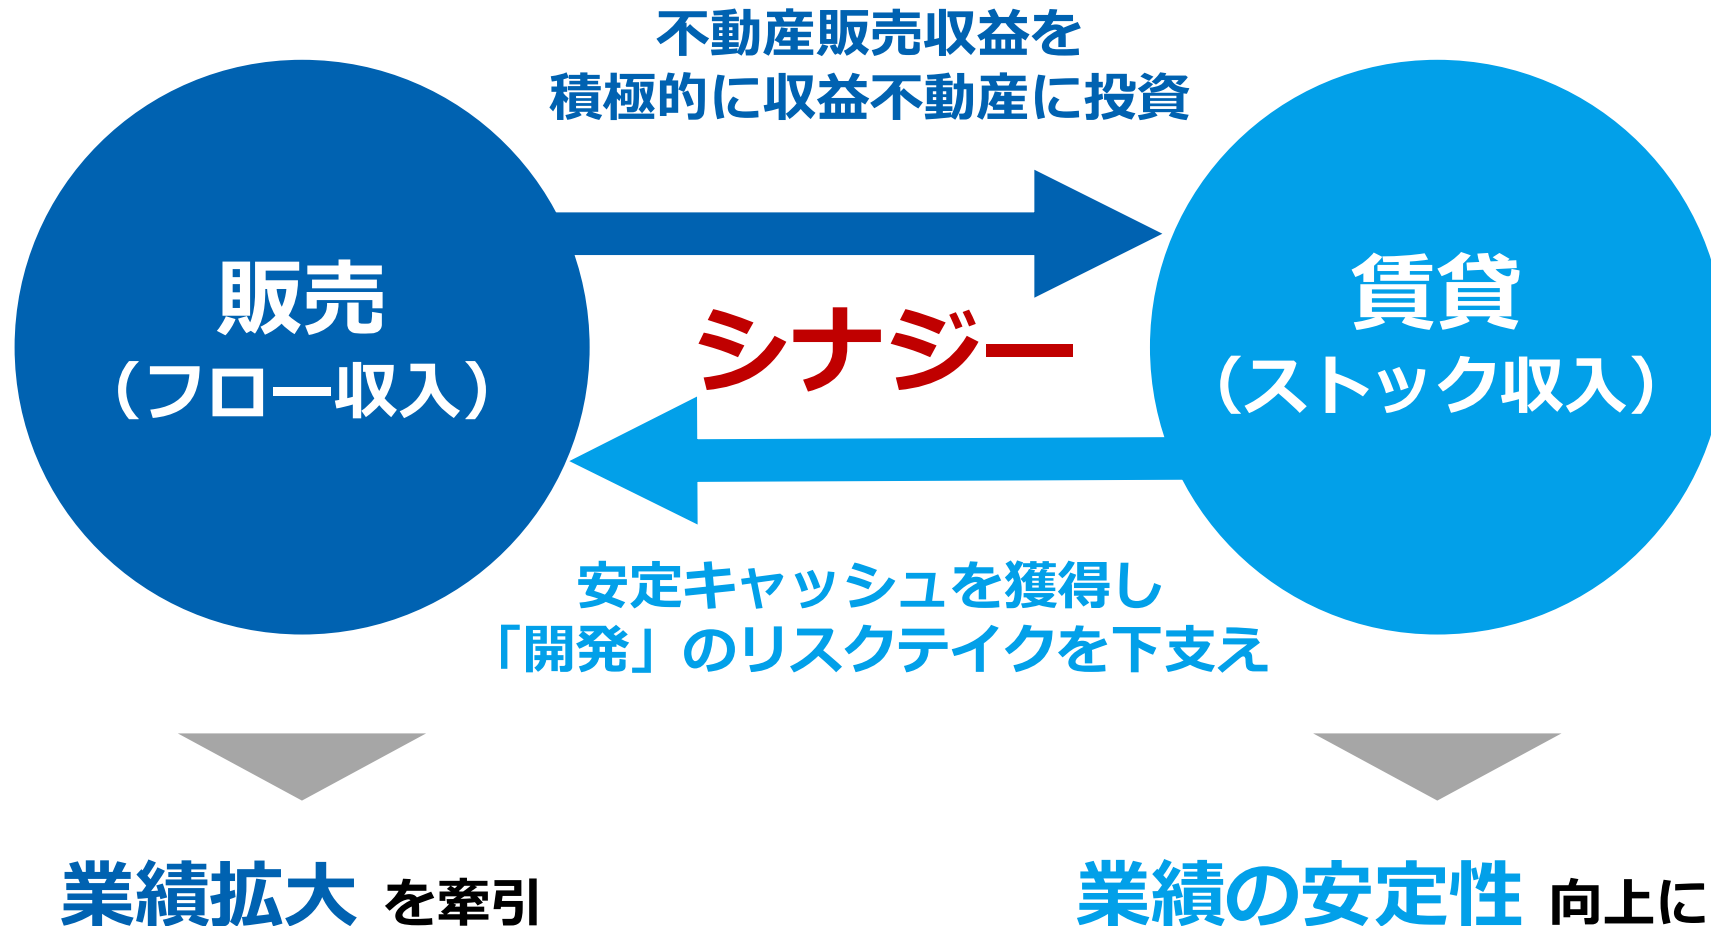 不動産販売収益を
積極的に収益不動産に投資
販売
（フロー収入）
シナジー
賃貸
（ストック収入）
安定キャッシュを獲得し
「開発」のリスクテイクを下支え
業績拡大 を牽引
業績の安定性 向上に